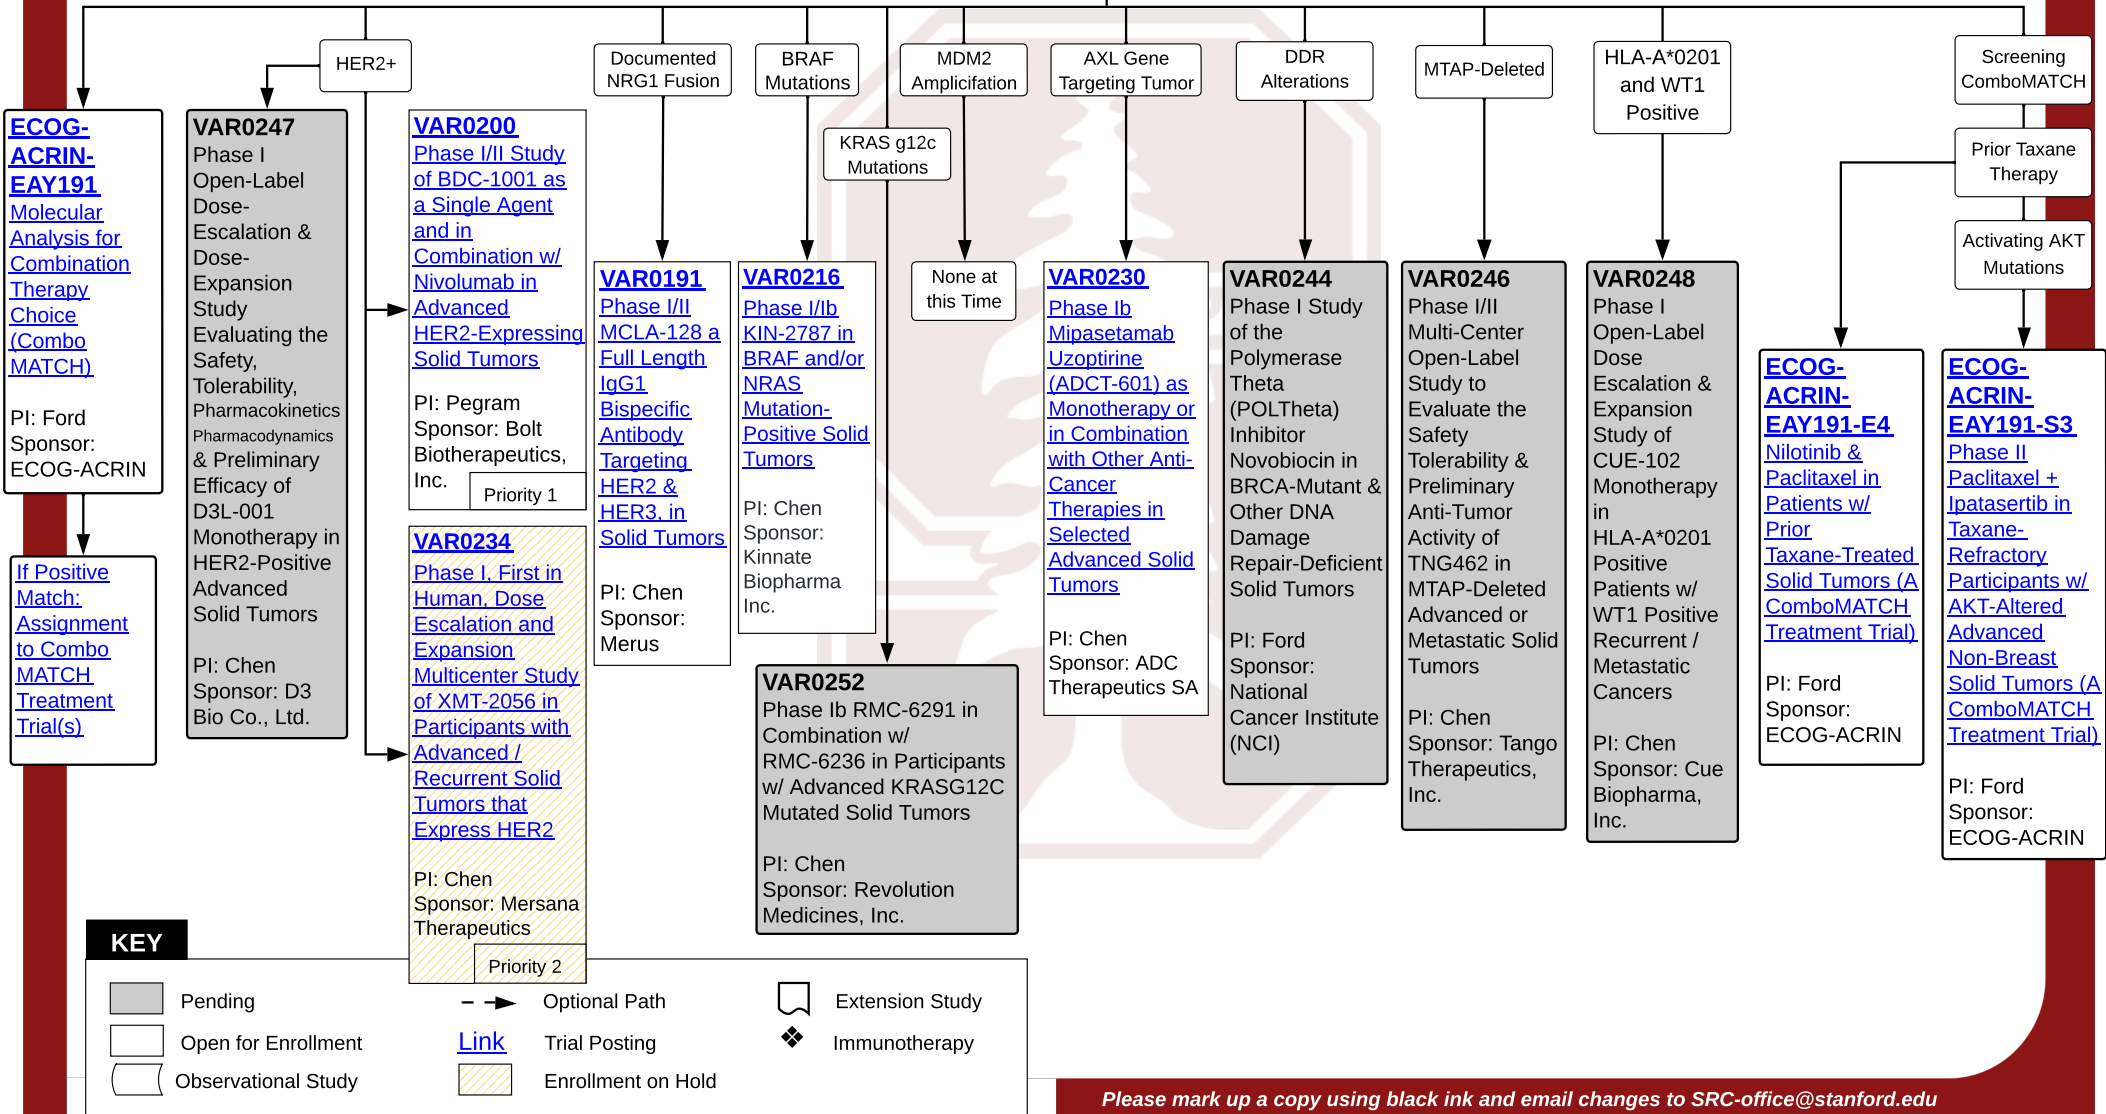 HER2+
Documented
NRG1 Fusion
BRAF
Mutations
KRAS g12c
Mutations
MDM2
Amplicifation
AXL Gene
Targeting Tumor
DDR
Alterations
MTAP-Deleted
HLA-A*0201
and WT1
Positive
Screening
ComboMATCH
Prior Taxane
Therapy
Activating AKT
Mutations
ECOG-
ACRIN-
EAY191
Molecular
Analysis for
Combination
Therapy
Choice
(Combo
MATCH)
PI: Ford
Sponsor:
ECOG-ACRIN
If Positive
Match:
Assignment
to Combo
MATCH
Treatment
Trial(s)
VAR0247
Phase I
Open-Label
Dose-
Escalation &
Dose-
Expansion
Study
Evaluating the
Safety,
Tolerability,
Pharmacokinetics
Pharmacodynamics
& Preliminary
Efficacy of
D3L-001
Monotherapy in
HER2-Positive
Advanced
Solid Tumors
PI: Chen
Sponsor: D3
Bio Co., Ltd.
VAR0200
Phase I/II Study
of BDC-1001 as
a Single Agent
and in
Combination w/
Nivolumab in
Advanced
HER2-Expressing
Solid Tumors
PI: Pegram
Sponsor: Bolt
Biotherapeutics,
Inc.
Priority 1
VAR0234
Phase I, First in
Human, Dose
Escalation and
Expansion
Multicenter Study
of XMT-2056 in
Participants with
Advanced /
Recurrent Solid
Tumors that
Express HER2
PI: Chen
Sponsor: Mersana
Therapeutics
Priority 2
VAR0191
Phase I/II
MCLA-128 a
Full Length
IgG1
Bispecific
Antibody
Targeting
HER2 &
HER3, in
Solid Tumors
PI: Chen
Sponsor:
Merus
VAR0216
Phase I/Ib
KIN-2787 in
BRAF and/or
NRAS
Mutation-
Positive Solid
Tumors
PI: Chen
Sponsor:
Kinnate
Biopharma
Inc.
VAR0252
Phase Ib RMC-6291 in
Combination w/
RMC-6236 in Participants
w/ Advanced KRASG12C
Mutated Solid Tumors
PI: Chen
Sponsor: Revolution
Medicines, Inc.
None at
this Time
VAR0230
Phase Ib
Mipasetamab
Uzoptirine
(ADCT-601) as
Monotherapy or
in Combination
with Other Anti-
Cancer
Therapies in
Selected
Advanced Solid
Tumors
PI: Chen
Sponsor: ADC
Therapeutics SA
VAR0244
Phase I Study
of the
Polymerase
Theta
(POLTheta)
Inhibitor
Novobiocin in
BRCA-Mutant &
Other DNA
Damage
Repair-Deficient
Solid Tumors
PI: Ford
Sponsor:
National
Cancer Institute
(NCI)
VAR0246
Phase I/II
Multi-Center
Open-Label
Study to
Evaluate the
Safety
Tolerability &
Preliminary
Anti-Tumor
Activity of
TNG462 in
MTAP-Deleted
Advanced or
Metastatic Solid
Tumors
PI: Chen
Sponsor: Tango
Therapeutics,
Inc.
VAR0248
Phase I
Open-Label
Dose
Escalation &
Expansion
Study of
CUE-102
Monotherapy
in
HLA-A*0201
Positive
Patients w/
WT1 Positive
Recurrent /
Metastatic
Cancers
PI: Chen
Sponsor: Cue
Biopharma,
Inc.
ECOG-
ACRIN-
EAY191-E4
Nilotinib &
Paclitaxel in
Patients w/
Prior
Taxane-Treated
Solid Tumors (A
ComboMATCH
Treatment Trial)
PI: Ford
Sponsor:
ECOG-ACRIN
ECOG-
ACRIN-
EAY191-S3
Phase II
Paclitaxel +
Ipatasertib in
Taxane-
Refractory
Participants w/
AKT-Altered
Advanced
Non-Breast
Solid Tumors (A
ComboMATCH
Treatment Trial)
PI: Ford
Sponsor:
ECOG-ACRIN
KEY
Pending
Open for Enrollment
Observational Study
Optional Path
Link Trial Posting
Enrollment on Hold
Extension Study
Immunotherapy
Please mark up a copy using black ink and email changes to SRC-office@stanford.edu